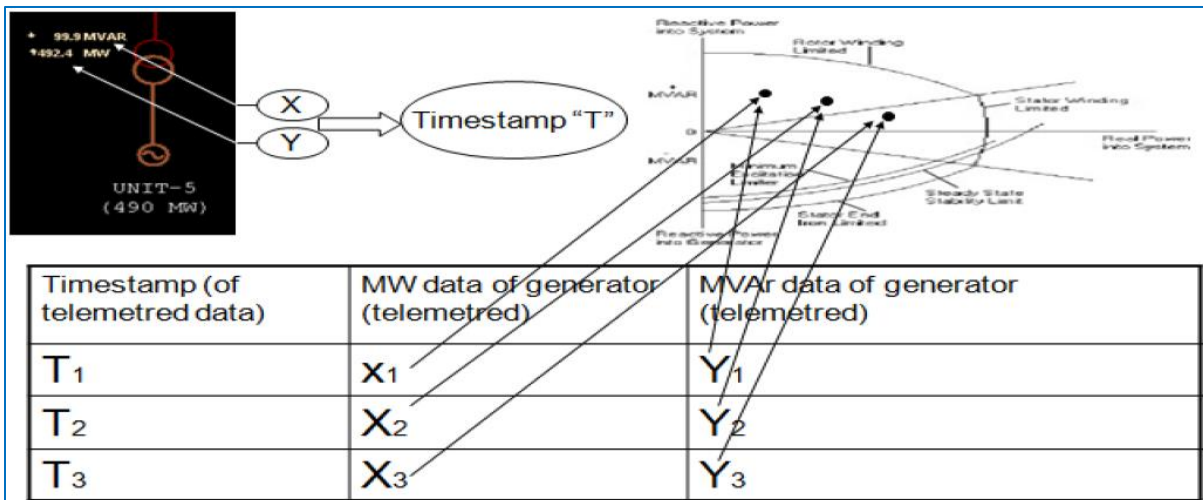 + 99.9 MVAR
+492.4 MW
UNIT-5
(490 MW)
X
Y
Timestamp “T”
Reactive Power
into System
Rotor Winding
Limited
+
MVAR
0
-
MVAR
Stator Winding
Limited
Real Power
into System
Minimum
Excitation
Limiter
Steady State
Stability Limit
Stator End
Iron Limited
Reactive Power
into Generator
Timestamp (of
telemetred data)
MW data of generator
(telemetred)
MVAr data of generator
(telemetred)
T1
x1
Y1
T2
X2
Y2
T3
X3
Y3